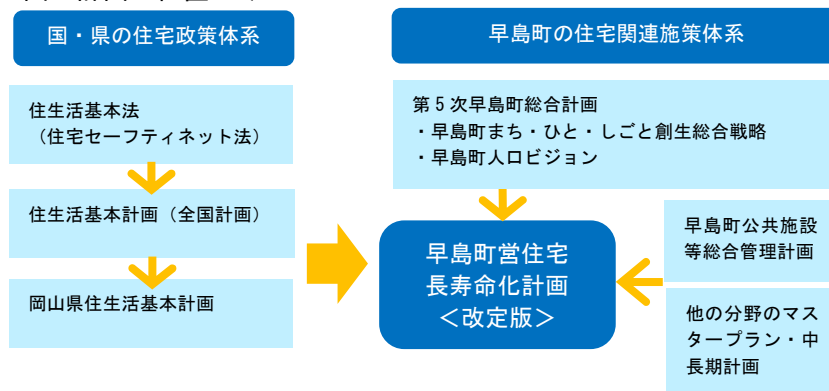 国・県の住宅政策体系
早島町の住宅関連施策体系
住生活基本法
（住宅セーフティネット法）
住生活基本計画（全国計画）
岡山県住生活基本計画
第５次早島町総合計画
・早島町まち・ひと・しごと創生総合戦略
・早島町人口ビジョン
早島町営住宅
長寿命化計画
＜改定版＞
早島町公共施設
等総合管理計画
他の分野のマス
タープラン・中
長期計画